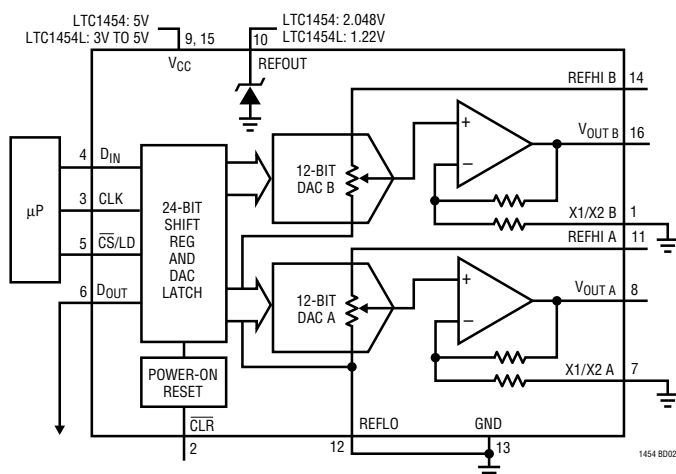 LTC1454: 5V
LTC1454L: 3V TO 5V
9, 15
VCC
LTC1454: 2.048V
LTC1454L: 1.22V
10
REFOUT
REFHI B
14
µP
4
DIN
3
CLK
5
CS/LD
6
DOUT
24-BIT
SHIFT
REG
AND
DAC
LATCH
12-BIT
DAC B
+
−
VOUT B
16
X1/X2 B
1
REFHI A
11
12-BIT
DAC A
+
−
VOUT A
8
X1/X2 A
7
POWER-ON
RESET
CLR
2
12
REFLO
GND
13
1454 BD02